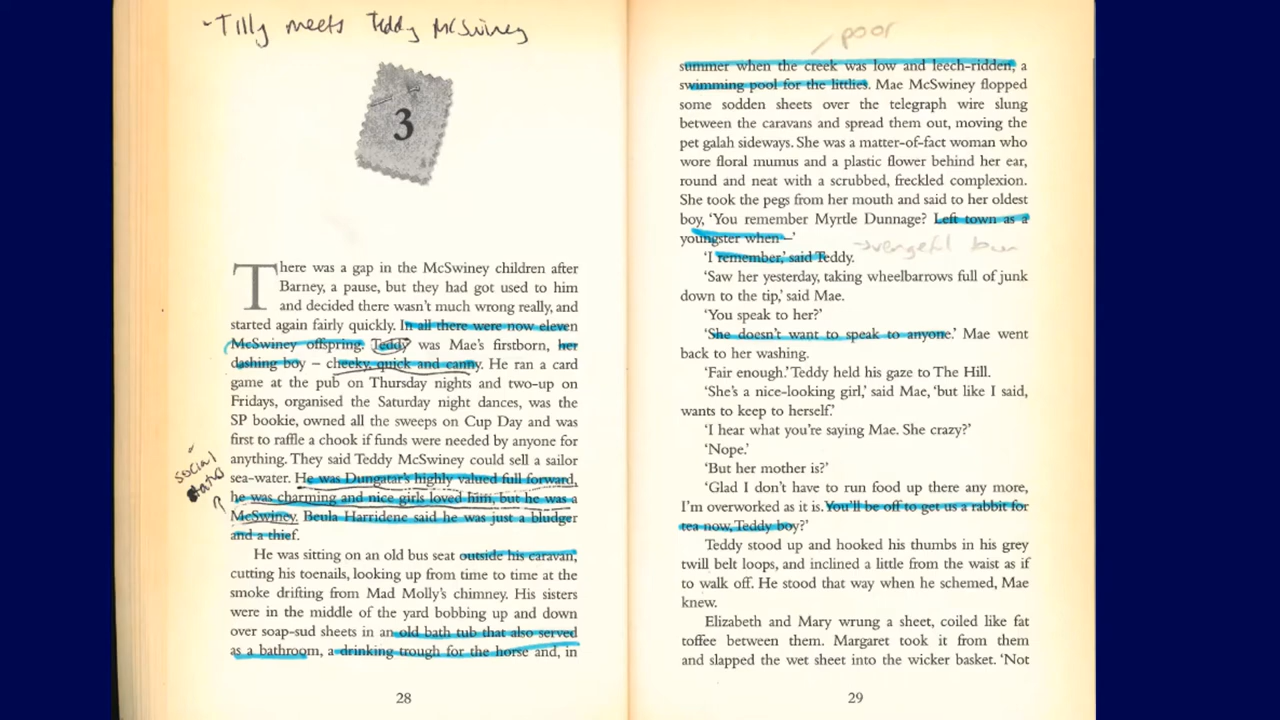 -Tilly meets Teddy McSwiney
3
There was a gap in the McSwiney children after
Barney, a pause, but they had got used to him
and decided there wasn't much wrong really, and
started again fairly quickly. In all there were now eleven
McSwiney offspring. Teddy was Mae's firstborn, her
dashing boy – cheeky, quick and canny. He ran a card
game at the pub on Thursday nights and two-up on
Fridays, organised the Saturday night dances, was the
SP bookie, owned all the sweeps on Cup Day and was
first to raffle a chook if funds were needed by anyone for
anything. They said Teddy McSwiney could sell a sailor
sea-water. He was Dungatar's highly valued full forward,
he was charming and nice girls loved him, but he was a
McSwiney. Beula Harridene said he was just a bludger
and a thief.
social
status
He was sitting on an old bus seat outside his caravan,
cutting his toenails, looking up from time to time at the
smoke drifting from Mad Molly's chimney. His sisters
were in the middle of the yard bobbing up and down
over soap-sud sheets in an old bath tub that also served
as a bathroom, a drinking trough for the horse and, in
28
poor
summer when the creek was low and leech-ridden, a
swimming pool for the littlies. Mae McSwiney flopped
some sodden sheets over the telegraph wire slung
between the caravans and spread them out, moving the
pet galah sideways. She was a matter-of-fact woman who
wore floral mumus and a plastic flower behind her ear,
round and neat with a scrubbed, freckled complexion.
She took the pegs from her mouth and said to her oldest
boy, 'You remember Myrtle Dunnage? Left town as a
youngster when—'
vengeful
'I remember,' said Teddy.
'Saw her yesterday, taking wheelbarrows full of junk
down to the tip,' said Mae.
'You speak to her?'
'She doesn't want to speak to anyone.' Mae went
back to her washing.
'Fair enough.' Teddy held his gaze to The Hill.
'She's a nice-looking girl,' said Mae, 'but like I said,
wants to keep to herself.'
'I hear what you're saying Mae. She crazy?'
'Nope.'
'But her mother is?'
'Glad I don't have to run food up there any more,
I'm overworked as it is. You'll be off to get us a rabbit for
tea now, Teddy boy?'
Teddy stood up and hooked his thumbs in his grey
twill belt loops, and inclined a little from the waist as if
to walk off. He stood that way when he schemed, Mae
knew.
Elizabeth and Mary wrung a sheet, coiled like fat
toffee between them. Margaret took it from them
and slapped the wet sheet into the wicker basket. 'Not
29